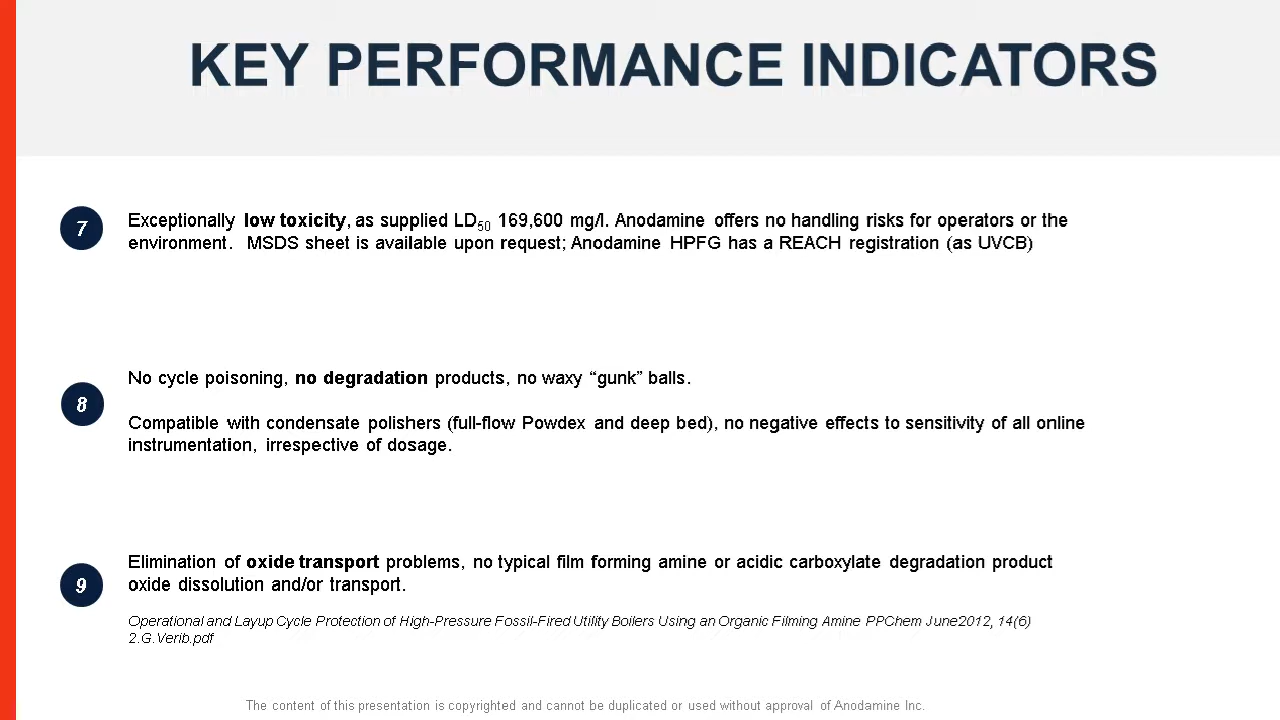 KEY PERFORMANCE INDICATORS
7
Exceptionally low toxicity, as supplied LD50 169,600 mg/l. Anodamine offers no handling risks for operators or the
environment. MSDS sheet is available upon request; Anodamine HPFG has a REACH registration (as UVCB)
8
No cycle poisoning, no degradation products, no waxy “gunk” balls.
Compatible with condensate polishers (full-flow Powdex and deep bed), no negative effects to sensitivity of all online
instrumentation, irrespective of dosage.
9
Elimination of oxide transport problems, no typical film forming amine or acidic carboxylate degradation product
oxide dissolution and/or transport.
Operational and Layup Cycle Protection of High-Pressure Fossil-Fired Utility Boilers Using an Organic Filming Amine PPChem June2012, 14(6)
2.G.Verib.pdf
The content of this presentation is copyrighted and cannot be duplicated or used without approval of Anodamine Inc.